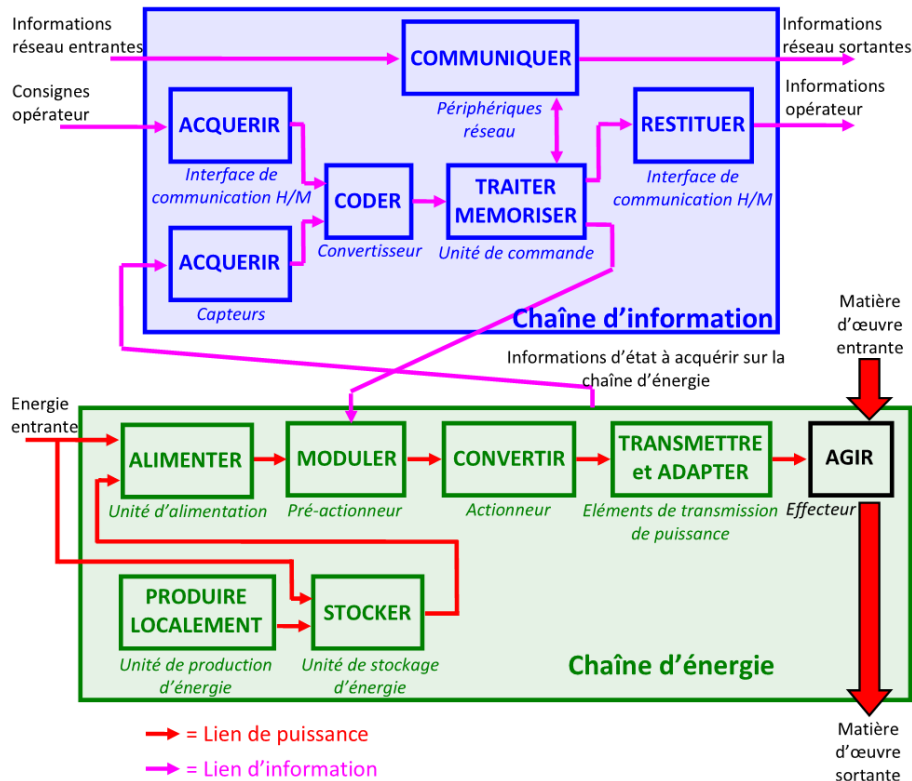 Informations
réseau entrantes
Consignes
opérateur
COMMUNIQUER
Périphériques
réseau
Informations
réseau sortantes
Informations
opérateur
ACQUERIR
Interface de
communication H/M
CODER
Convertisseur
TRAITER
MEMORISER
Unité de commande
RESTITUER
Interface de
communication H/M
ACQUERIR
Capteurs
Chaîne d'information
Informations d'état à acquérir sur la
chaîne d'énergie
Matière
d'œuvre
entrante
Energie
entrante
ALIMENTER
Unité d'alimentation
MODULER
Pré-actionneur
CONVERTIR
Actionneur
TRANSMETTRE
et ADAPTER
Eléments de transmission
de puissance
AGIR
Effecteur
PRODUIRE
LOCALEMENT
Unité de production
d'énergie
STOCKER
Unité de stockage
d'énergie
Chaîne d'énergie
= Lien de puissance
= Lien d'information
Matière
d'œuvre
sortante